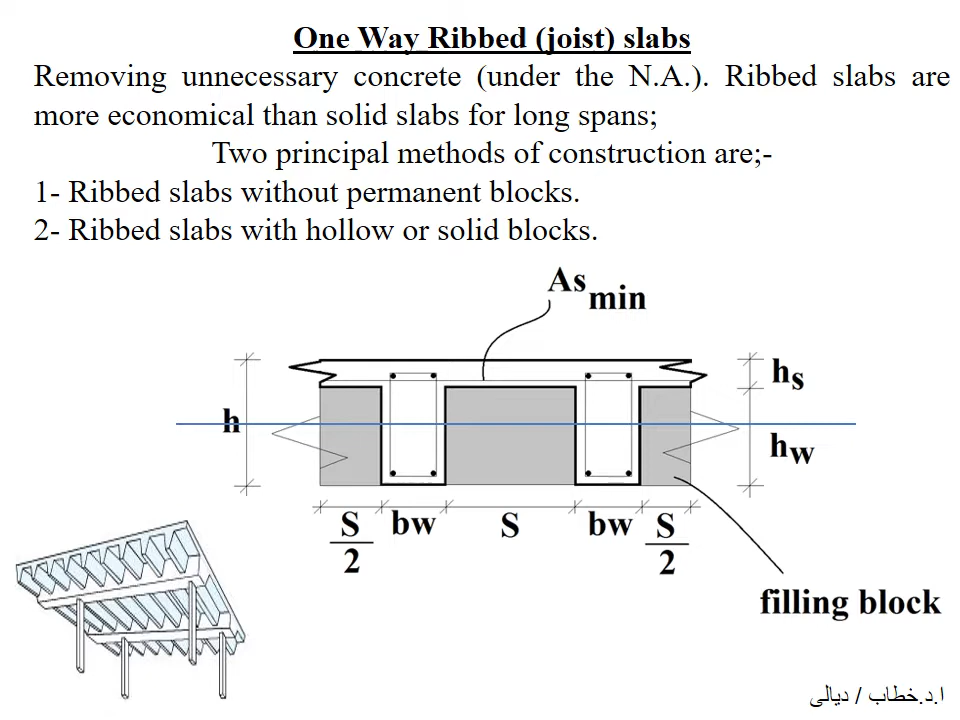 One Way Ribbed (joist) slabs
Removing unnecessary concrete (under the N.A.). Ribbed slabs are
more economical than solid slabs for long spans;
Two principal methods of construction are;-
1- Ribbed slabs without permanent blocks.
2- Ribbed slabs with hollow or solid blocks.
As min
hs
h
hw
S/2 bw S bw S/2
filling block
ا.د.خطاب / ديالى